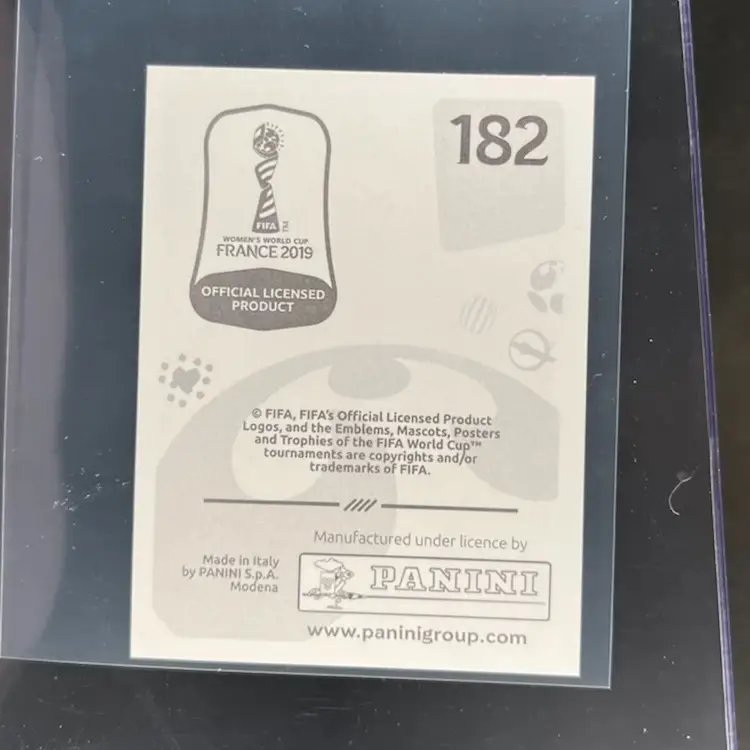 182
FIFA
TM
WOMEN'S WORLD CUP
FRANCE 2019
OFFICIAL LICENSED
PRODUCT
© FIFA, FIFA's Official Licensed Product
Logos, and the Emblems, Mascots, Posters
and Trophies of the FIFA World Cup™
tournaments are copyrights and/or
trademarks of FIFA.
Manufactured under licence by
Made in Italy
by PANINI S.p.A.
Modena
PANINI
www.paninigroup.com